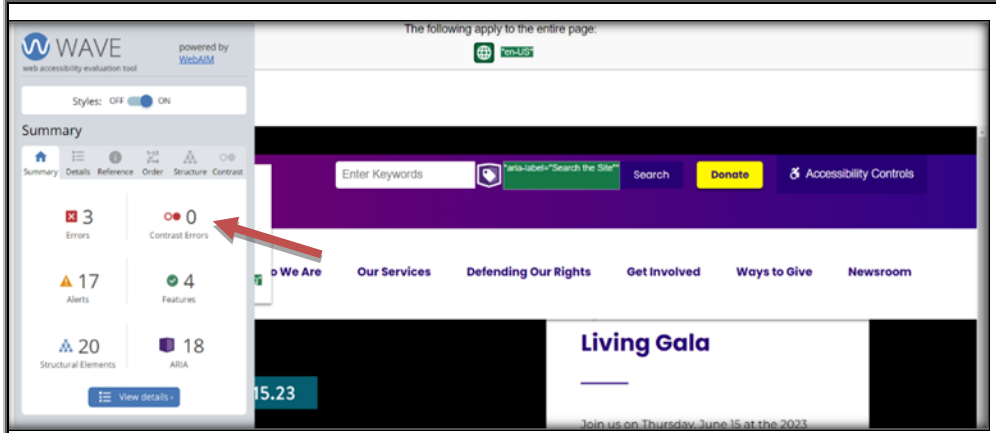 The following apply to the entire page:
*"en-US"
WAVE
powered by
WebAIM
web accessibility evaluation tool
Styles: OFF ON
Summary
Summary Details Reference Order Structure Contrast
3
Errors
0
Contrast Errors
17
Alerts
4
Features
20
Structural Elements
18
ARIA
View details ›
Enter Keywords
*aria-label="Search the Site"*
Search
Donate
Accessibility Controls
o We Are
Our Services
Defending Our Rights
Get Involved
Ways to Give
Newsroom
15.23
Living Gala
Join us on Thursday, June 15 at the 2023